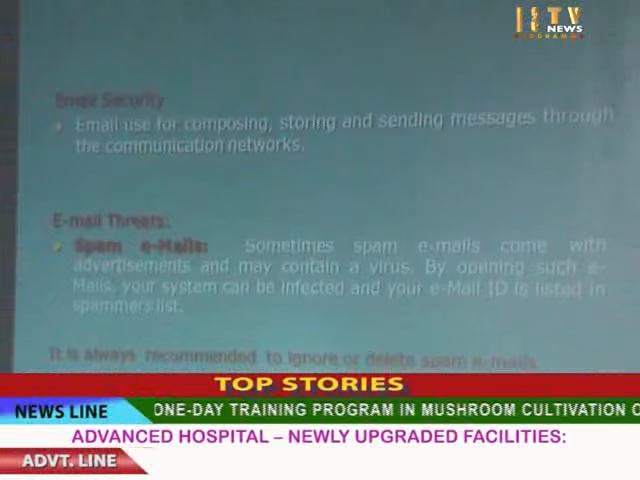 TV
NEWS
PROGRAMME
Email Security
Email use for composing, storing and sending messages through
the communication networks.
E-mail Threats:
Spam e-Mails: Sometimes spam e-mails come with
advertisements and may contain a virus. By opening such e-
Mails, your system can be infected and your e-Mail ID is listed in
spammers list.
It is always recommended to ignore or delete spam e-mails.
TOP STORIES
NEWS LINE
ONE-DAY TRAINING PROGRAM IN MUSHROOM CULTIVATION O
ADVANCED HOSPITAL – NEWLY UPGRADED FACILITIES:
ADVT. LINE